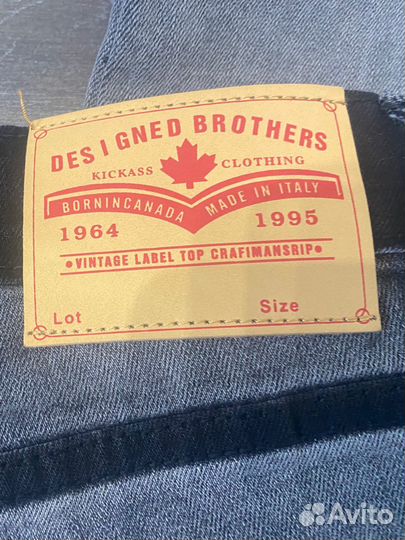 DES I GNED BROTHERS
KICKASS CLOTHING
BORNINCANADA MADE IN ITALY
1964 1995
•VINTAGE LABEL TOP CRAFIMANSRIP•
Lot Size
Avito